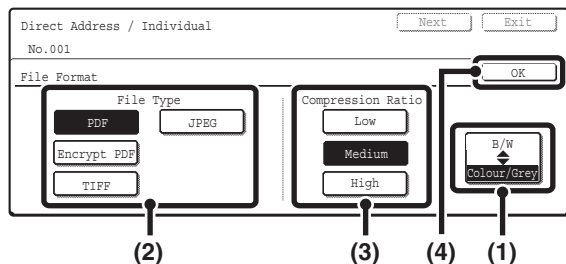 Direct Address / Individual
Next
Exit
No.001
File Format
(4)
OK
File Type
PDF
JPEG
Encrypt PDF
TIFF
Compression Ratio
Low
Medium
High
B/W
Colour/Grey
(2)
(3)
(4)
(1)